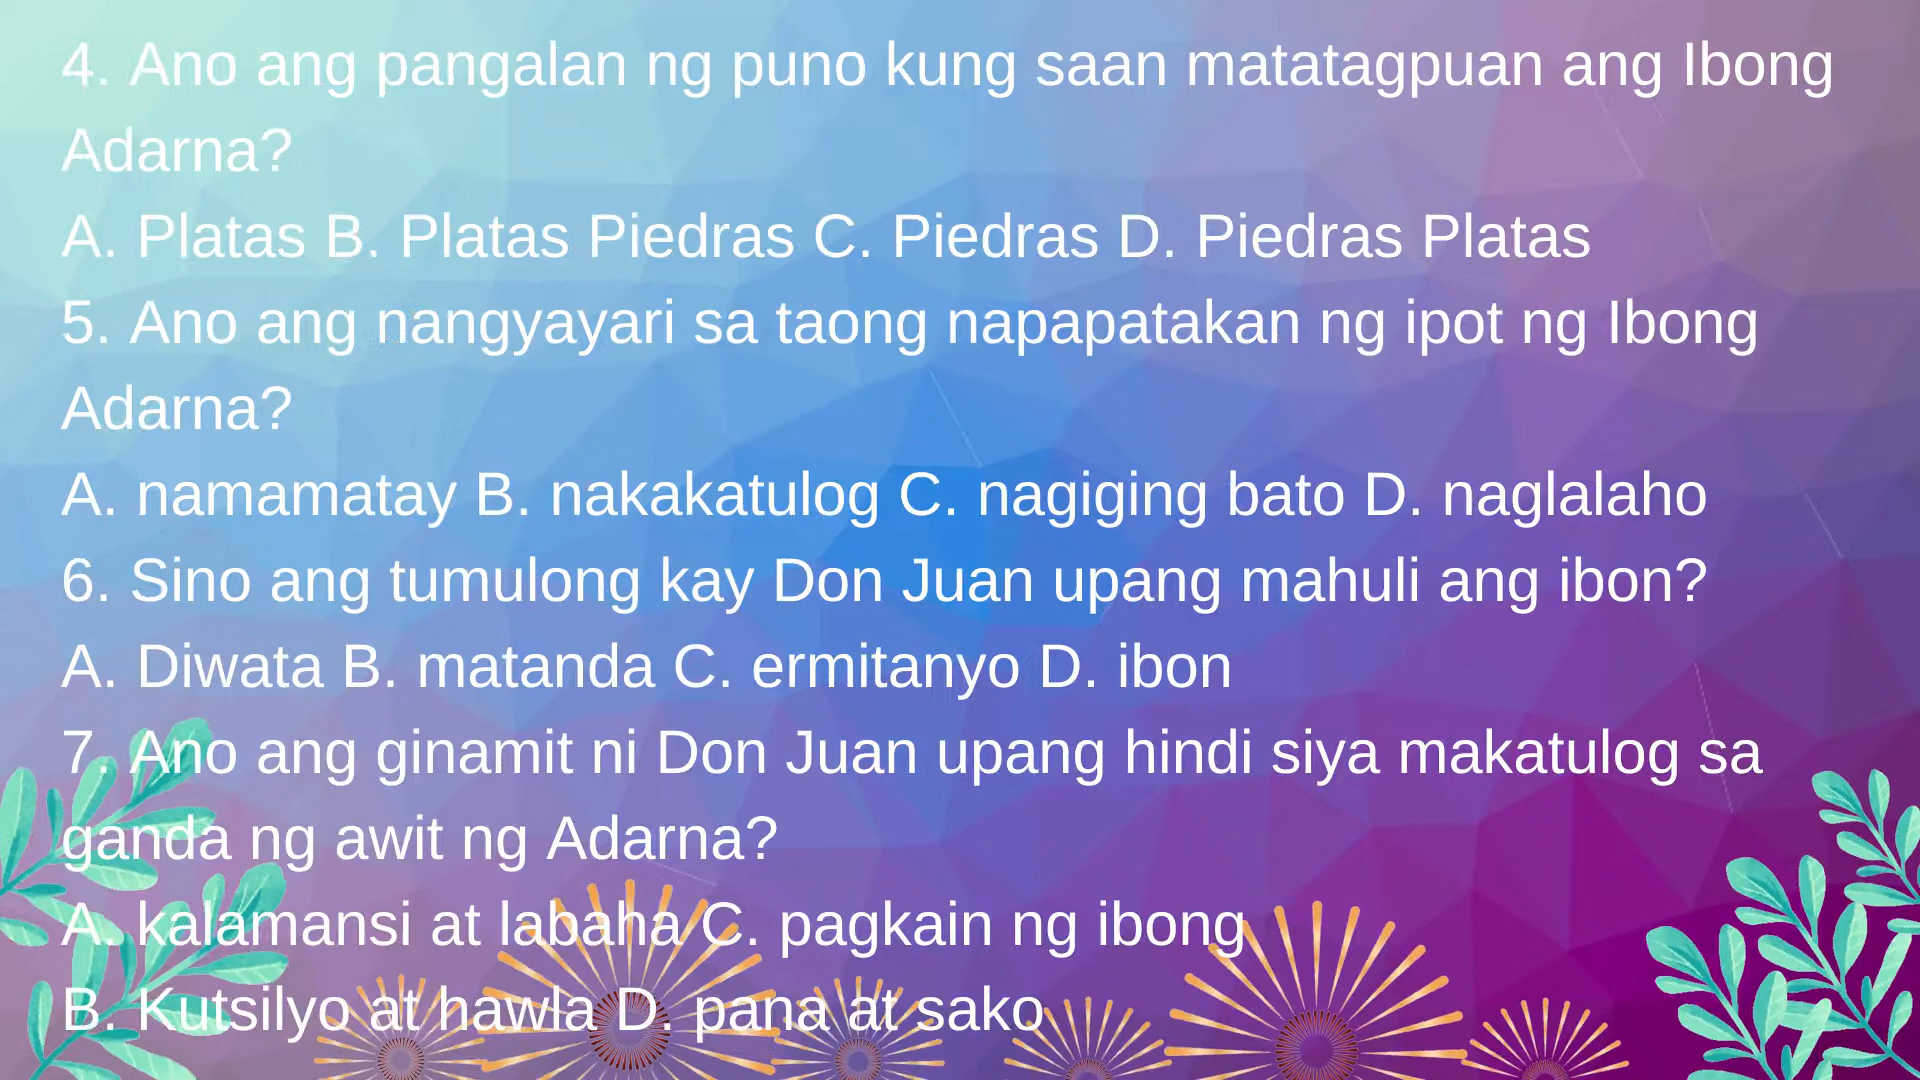 4. Ano ang pangalan ng puno kung saan matatagpuan ang Ibong
Adarna?
A. Platas B. Platas Piedras C. Piedras D. Piedras Platas
5. Ano ang nangyayari sa taong napapatakan ng ipot ng Ibong
Adarna?
A. namamatay B. nakakatulog C. nagiging bato D. naglalaho
6. Sino ang tumulong kay Don Juan upang mahuli ang ibon?
A. Diwata B. matanda C. ermitanyo D. ibon
7. Ano ang ginamit ni Don Juan upang hindi siya makatulog sa
ganda ng awit ng Adarna?
A. kalamansi at labaha C. pagkain ng ibong
B. Kutsilyo at hawla D. pana at sako